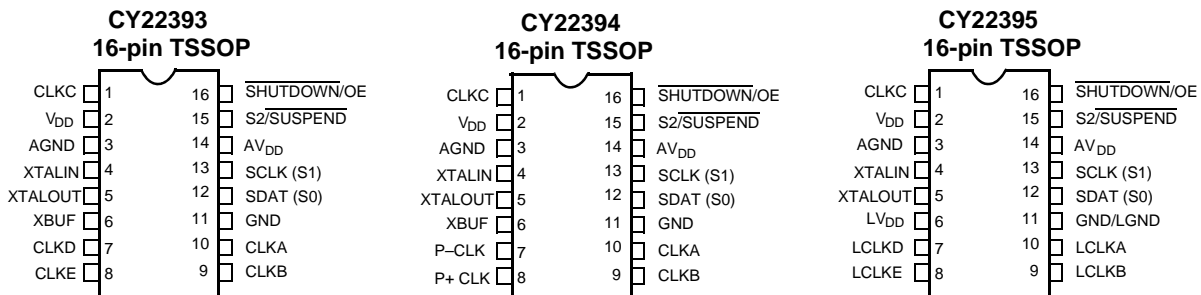 CY22393
16-pin TSSOP
CLKC 1 16 SHUTDOWN/OE
VDD 2 15 S2/SUSPEND
AGND 3 14 AVDD
XTALIN 4 13 SCLK (S1)
XTALOUT 5 12 SDAT (S0)
XBUF 6 11 GND
CLKD 7 10 CLKA
CLKE 8 9 CLKB
CY22394
16-pin TSSOP
CLKC 1 16 SHUTDOWN/OE
VDD 2 15 S2/SUSPEND
AGND 3 14 AVDD
XTALIN 4 13 SCLK (S1)
XTALOUT 5 12 SDAT (S0)
XBUF 6 11 GND
P–CLK 7 10 CLKA
P+ CLK 8 9 CLKB
CY22395
16-pin TSSOP
CLKC 1 16 SHUTDOWN/OE
VDD 2 15 S2/SUSPEND
AGND 3 14 AVDD
XTALIN 4 13 SCLK (S1)
XTALOUT 5 12 SDAT (S0)
LVDD 6 11 GND/LGND
LCLKD 7 10 LCLKA
LCLKE 8 9 LCLKB